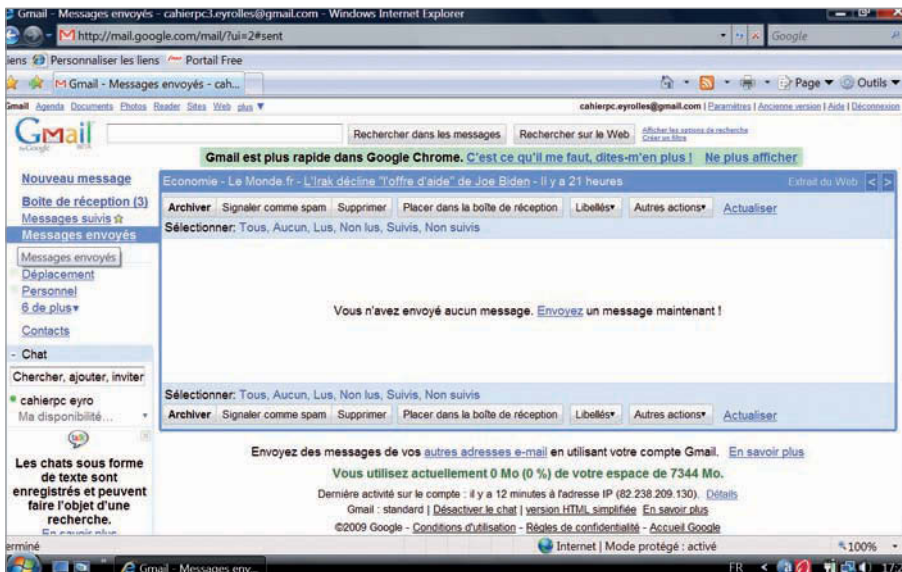 Gmail - Messages envoyés - cahierpc.eyrolles@gmail.com - Windows Internet Explorer
http://mail.google.com/mail/?ui=2#sent
Google
iens Personnaliser les liens Portail Free
Gmail - Messages envoyés - cah...
Page Outils
Gmail Agenda Documents Photos Reader Sites Web plus ▼
cahierpc.eyrolles@gmail.com | Paramètres | Ancienne version | Aide | Déconnexion
Gmail
by Google BETA
Rechercher dans les messages Rechercher sur le Web
Afficher les options de recherche
Créer un filtre
Gmail est plus rapide dans Google Chrome. C'est ce qu'il me faut, dites-m'en plus ! Ne plus afficher
Nouveau message
Boîte de réception (3)
Messages suivis
Messages envoyés
Messages envoyés
Déplacement
Personnel
6 de plus▼
Contacts
- Chat
Chercher, ajouter, inviter
cahierpc eyro
Ma disponibilité...
talk
Les chats sous forme
de texte sont
enregistrés et peuvent
faire l'objet d'une
recherche.
En savoir plus
Economie - Le Monde.fr - L'Irak décline "l'offre d'aide" de Joe Biden - Il y a 21 heures
Extrait du Web < >
Archiver Signaler comme spam Supprimer Placer dans la boîte de réception Libellés▼ Autres actions▼ Actualiser
Sélectionner: Tous, Aucun, Lus, Non lus, Suivis, Non suivis
Vous n'avez envoyé aucun message. Envoyez un message maintenant !
Sélectionner: Tous, Aucun, Lus, Non lus, Suivis, Non suivis
Archiver Signaler comme spam Supprimer Placer dans la boîte de réception Libellés▼ Autres actions▼ Actualiser
Envoyez des messages de vos autres adresses e-mail en utilisant votre compte Gmail. En savoir plus
Vous utilisez actuellement 0 Mo (0 %) de votre espace de 7344 Mo.
Dernière activité sur le compte : il y a 12 minutes à l'adresse IP (82.238.209.130). Détails
Gmail : standard | Désactiver le chat | version HTML simplifiée En savoir plus
©2009 Google - Conditions d'utilisation - Règles de confidentialité - Accueil Google
erminé
Internet | Mode protégé : activé
100%
Gmail - Messages env...
FR